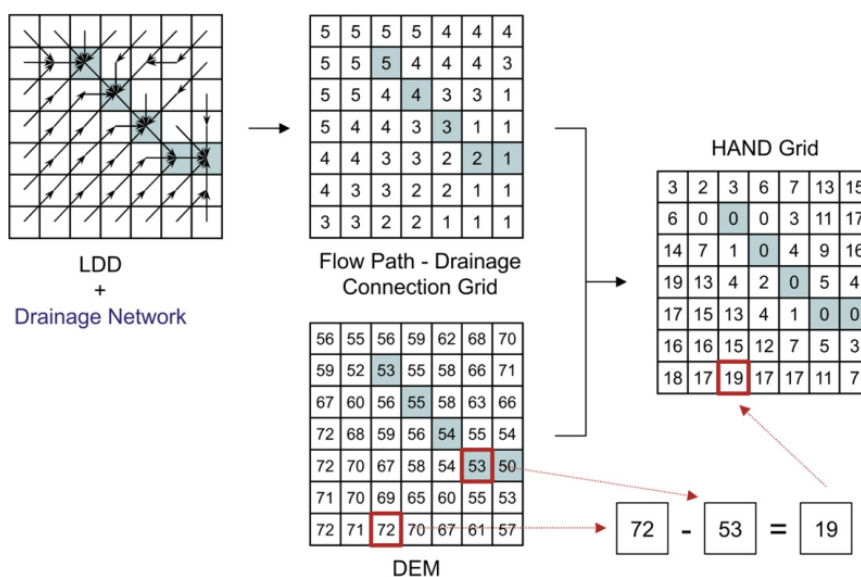 5 5 5 5 4 4 4
5 5 5 4 4 4 3
5 5 4 4 3 3 1
5 4 4 3 3 1 1
4 4 3 3 2 2 1
4 3 3 2 2 1 1
3 3 2 2 1 1 1
LDD
+
Drainage Network
Flow Path - Drainage
Connection Grid
56 55 56 59 62 68 70
59 52 53 55 58 66 71
67 60 56 55 58 63 66
72 68 59 56 54 55 54
72 70 67 58 54 53 50
71 70 69 65 60 55 53
72 71 72 70 67 61 57
DEM
HAND Grid
3 2 3 6 7 13 15
6 0 0 0 3 11 17
14 7 1 0 4 9 16
19 13 4 2 0 5 4
17 15 13 4 1 0 0
16 16 15 12 7 5 3
18 17 19 17 17 11 7
72 - 53 = 19